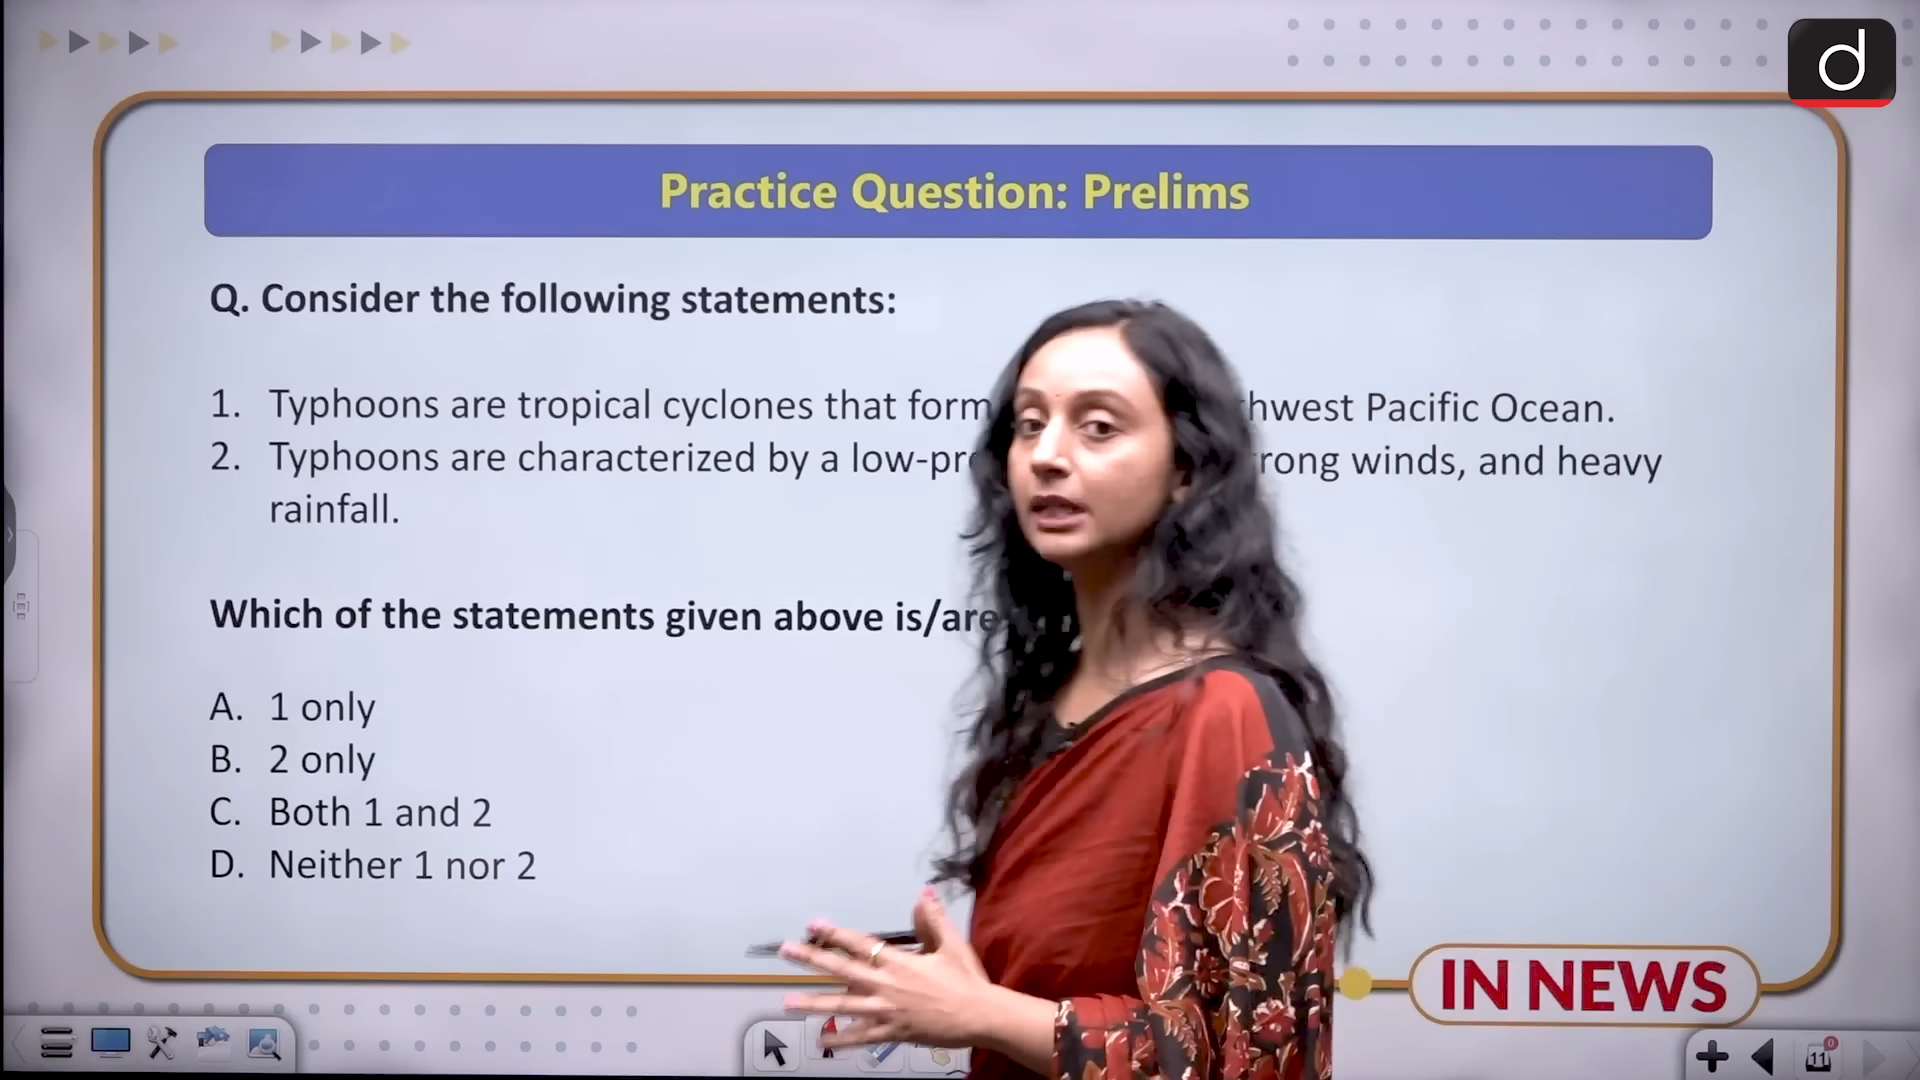 d
Practice Question: Prelims
Q. Consider the following statements:
1. Typhoons are tropical cyclones that form hwest Pacific Ocean.
2. Typhoons are characterized by a low-pr rong winds, and heavy
rainfall.
Which of the statements given above is/are
A. 1 only
B. 2 only
C. Both 1 and 2
D. Neither 1 nor 2
IN NEWS
11
0